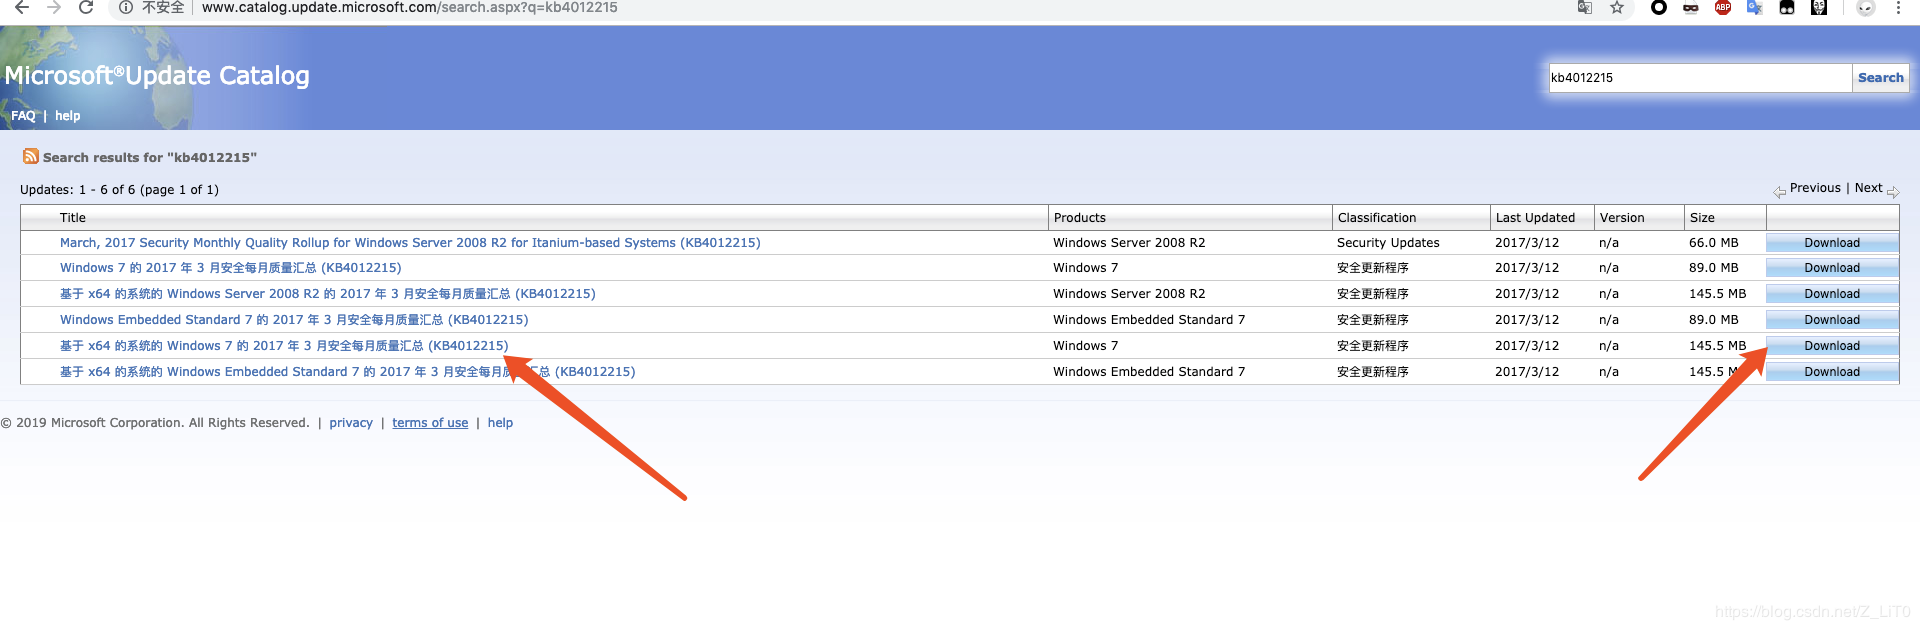 不安全 | www.catalog.update.microsoft.com/search.aspx?q=kb4012215
ABP
Microsoft®Update Catalog
kb4012215 Search
FAQ | help
Search results for "kb4012215"
Updates: 1 - 6 of 6 (page 1 of 1) Previous | Next
Title Products Classification Last Updated Version Size
March, 2017 Security Monthly Quality Rollup for Windows Server 2008 R2 for Itanium-based Systems (KB4012215) Windows Server 2008 R2 Security Updates 2017/3/12 n/a 66.0 MB Download
Windows 7 的 2017 年 3 月安全每月质量汇总 (KB4012215) Windows 7 安全更新程序 2017/3/12 n/a 89.0 MB Download
基于 x64 的系统的 Windows Server 2008 R2 的 2017 年 3 月安全每月质量汇总 (KB4012215) Windows Server 2008 R2 安全更新程序 2017/3/12 n/a 145.5 MB Download
Windows Embedded Standard 7 的 2017 年 3 月安全每月质量汇总 (KB4012215) Windows Embedded Standard 7 安全更新程序 2017/3/12 n/a 89.0 MB Download
基于 x64 的系统的 Windows 7 的 2017 年 3 月安全每月质量汇总 (KB4012215) Windows 7 安全更新程序 2017/3/12 n/a 145.5 MB Download
基于 x64 的系统的 Windows Embedded Standard 7 的 2017 年 3 月安全每月质汇总 (KB4012215) Windows Embedded Standard 7 安全更新程序 2017/3/12 n/a 145.5 M Download
© 2019 Microsoft Corporation. All Rights Reserved. | privacy | terms of use | help
https://blog.csdn.net/Z_LiT0